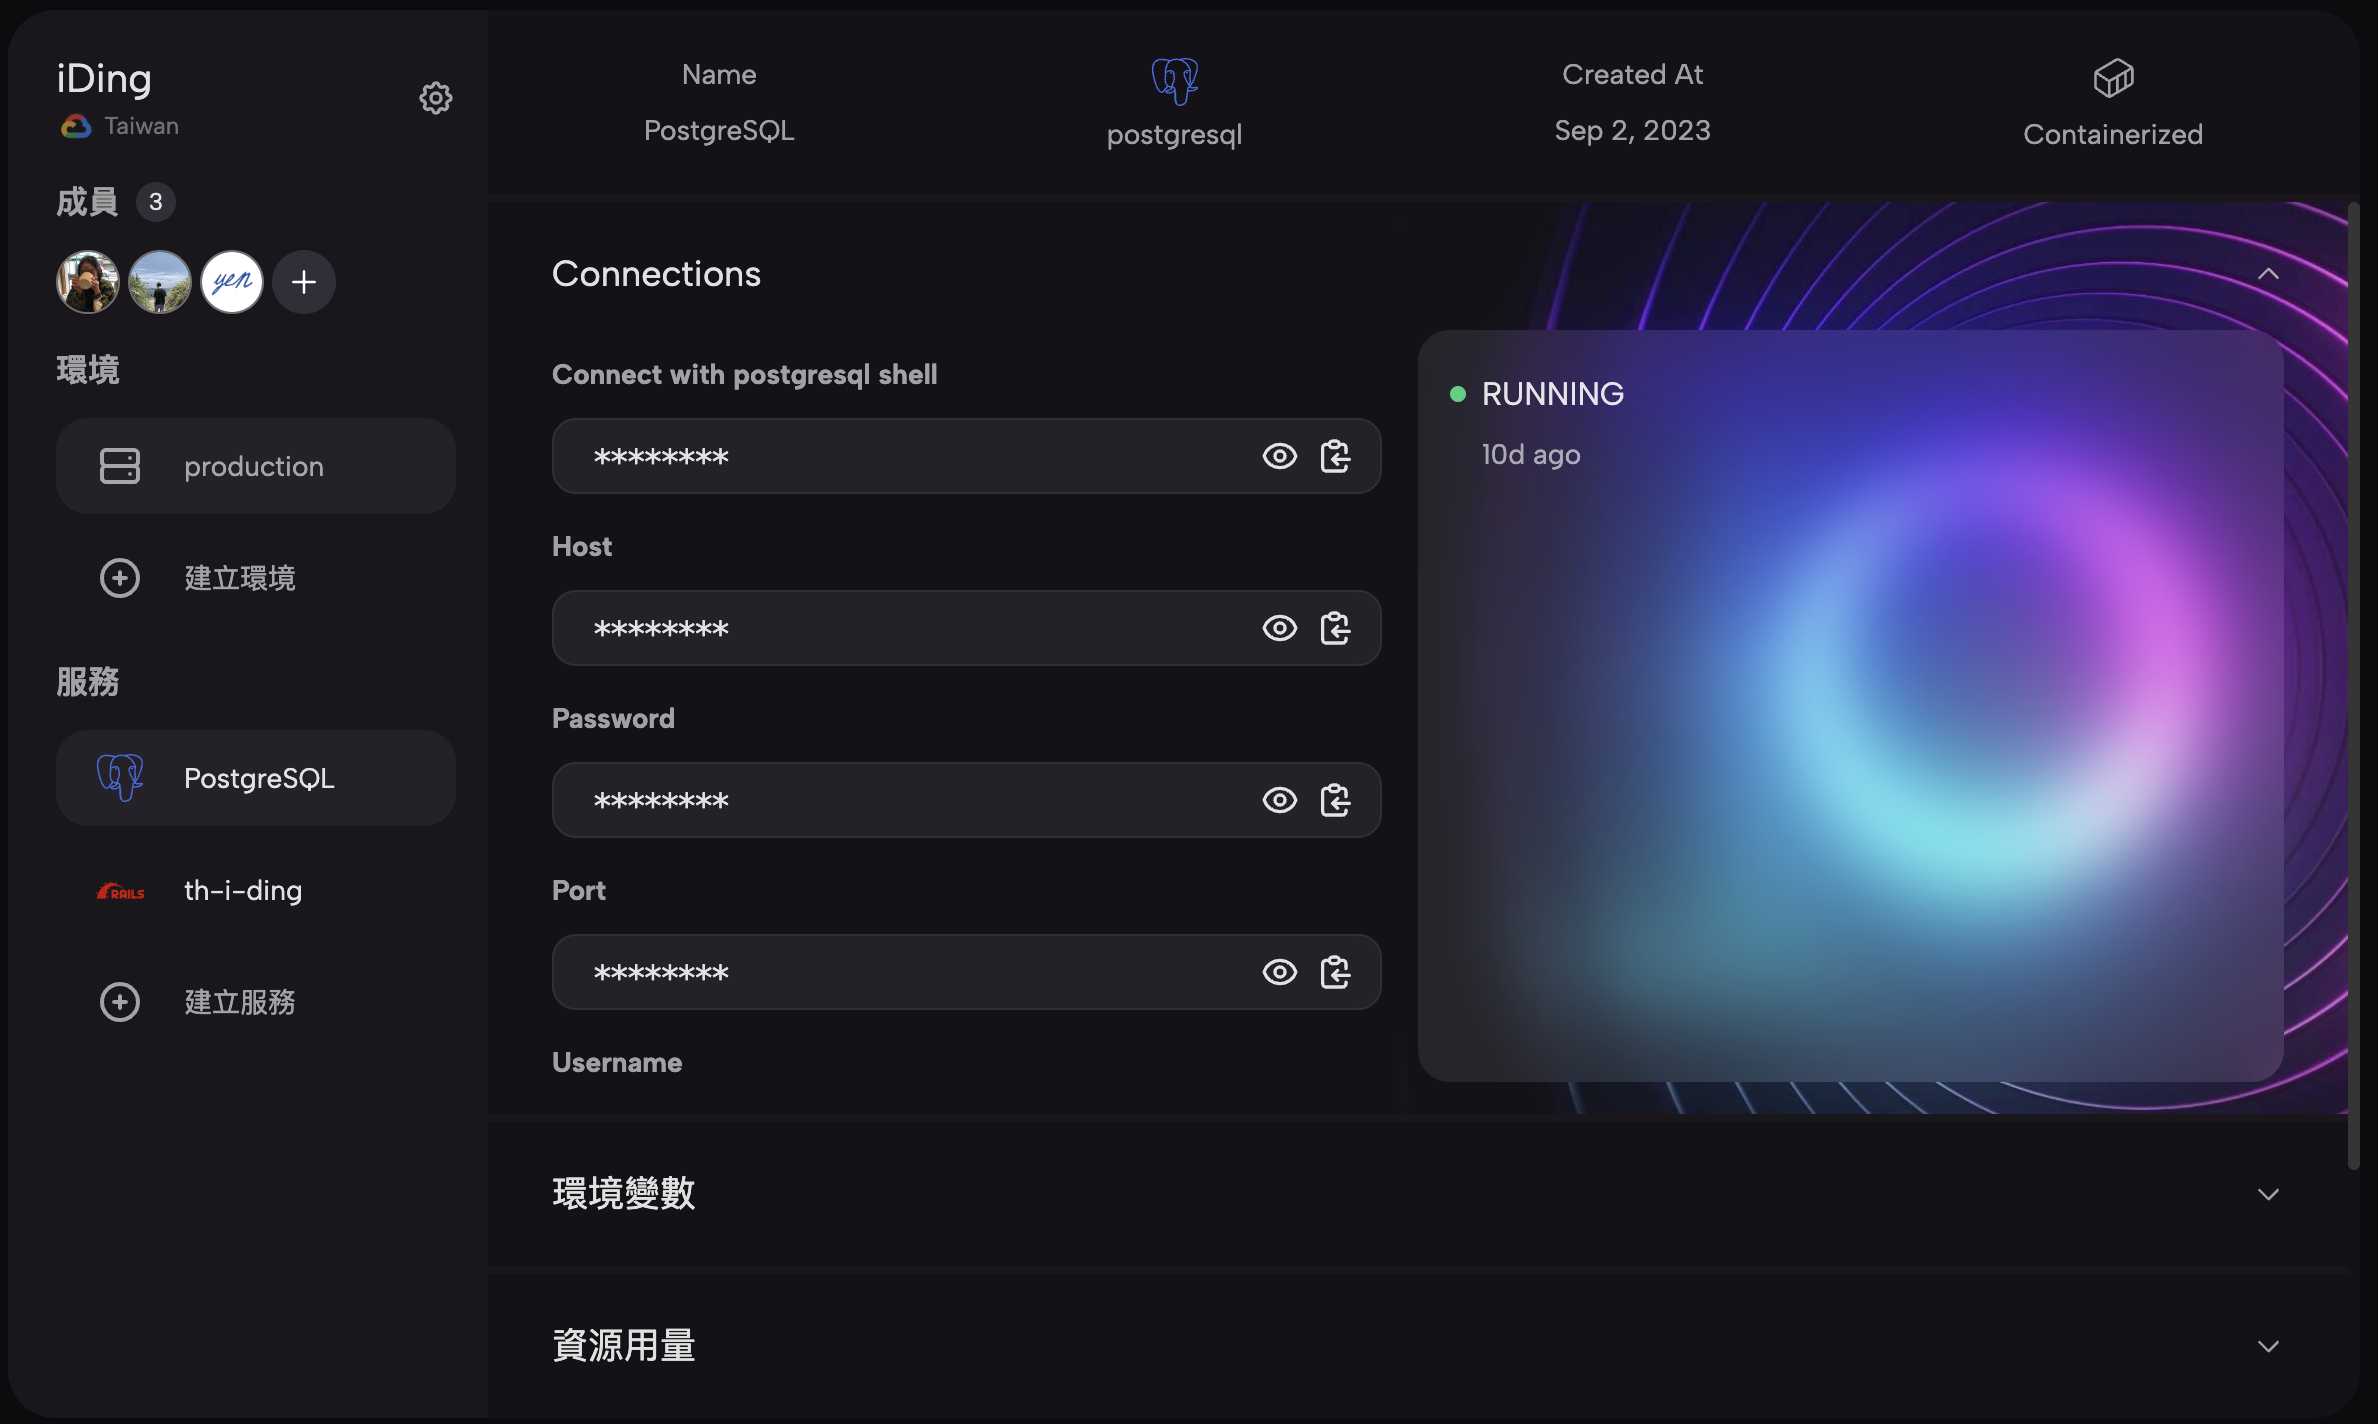 iDing
Taiwan
成員 3
yen
環境
production
建立環境
服務
PostgreSQL
RAILS th-i-ding
建立服務
Name
PostgreSQL
postgresql
Created At
Sep 2, 2023
Containerized
Connections
Connect with postgresql shell
********
Host
********
Password
********
Port
********
Username
RUNNING
10d ago
環境變數
資源用量